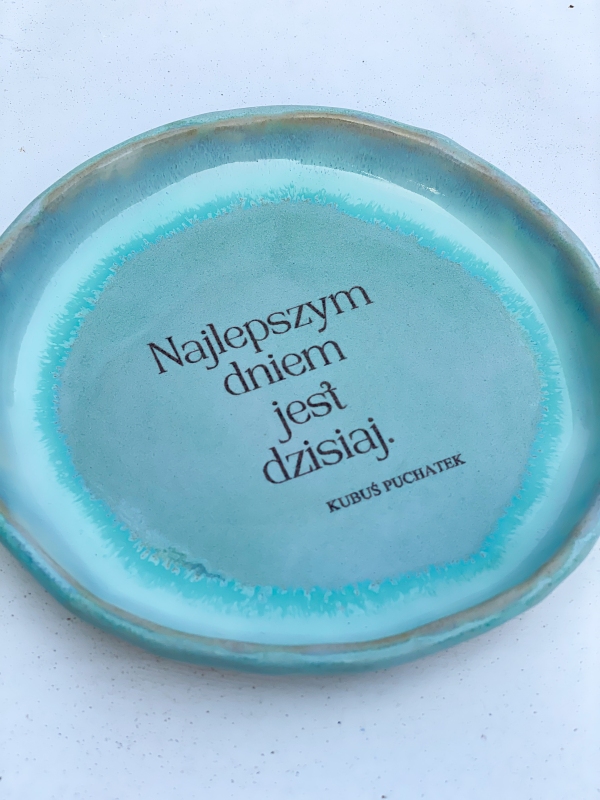 Najlepszym
dniem
jest
dzisiaj.
KUBUŚ PUCHATEK